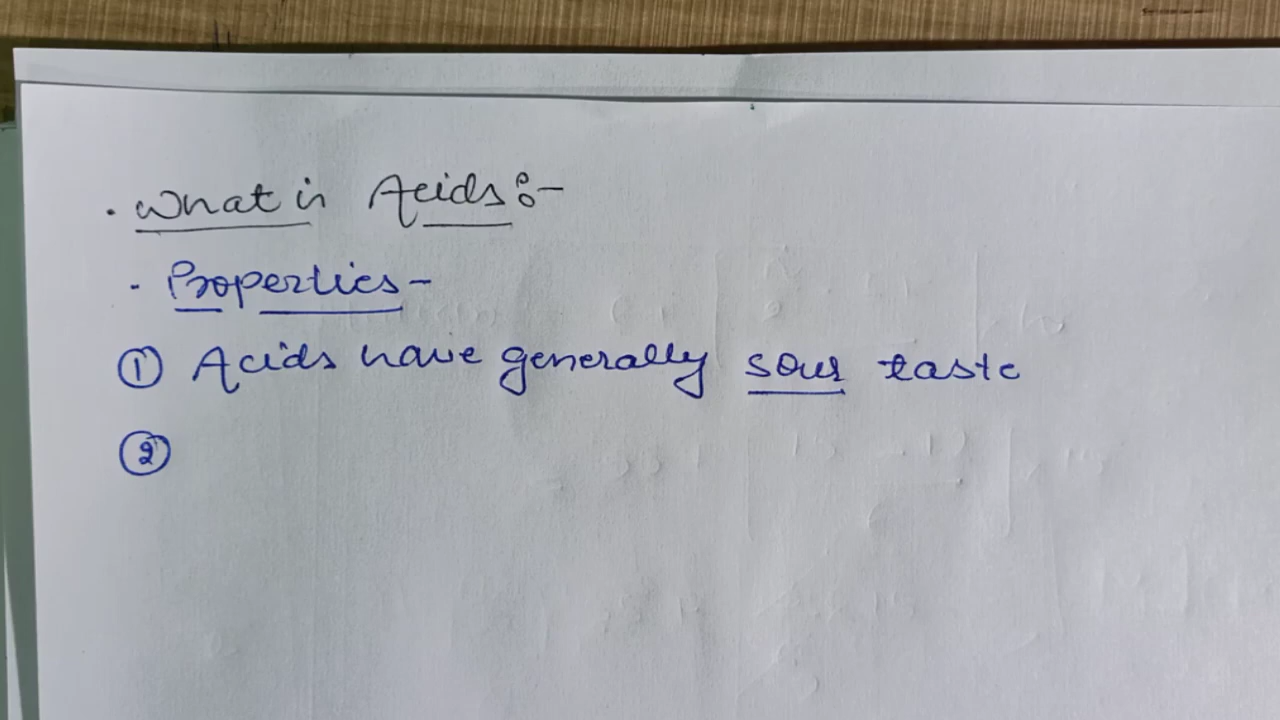 . What is Acids :-
. Properties -
① Acids have generally sour taste
②